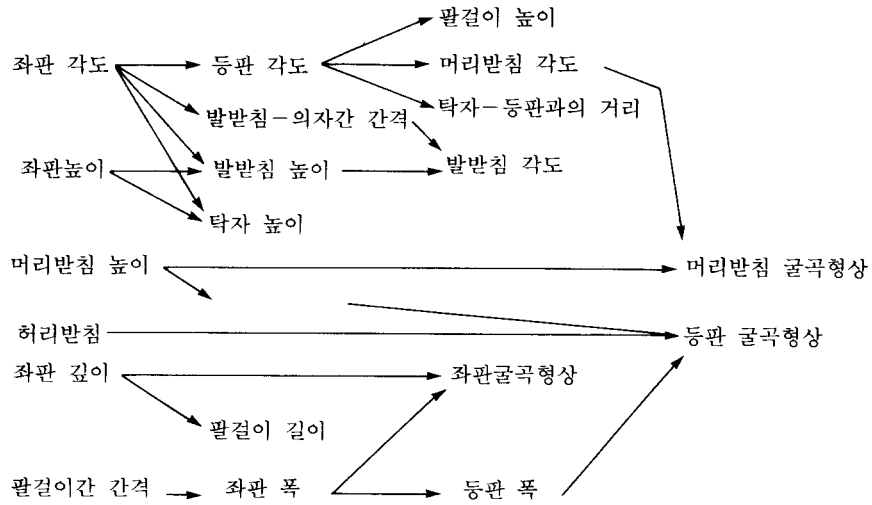 팔걸이 높이
좌판 각도 등판 각도 머리받침 각도
발받침-의자간 간격 탁자-등판과의 거리
좌판높이 발받침 높이 발받침 각도
탁자 높이
머리받침 높이 머리받침 굴곡형상
허리받침 등판 굴곡형상
좌판 깊이 좌판굴곡형상
팔걸이 길이
팔걸이간 간격 좌판 폭 등판 폭